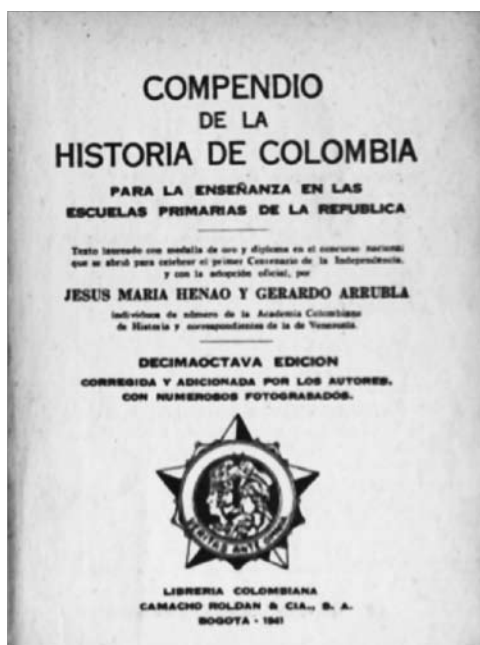 COMPENDIO
DE LA
HISTORIA DE COLOMBIA
PARA LA ENSEÑANZA EN LAS
ESCUELAS PRIMARIAS DE LA REPUBLICA
Texto laureado con medalla de oro y diploma en el concurso nacional
que se abrió para celebrar el primer Centenario de la Independencia,
y con la adopción oficial, por
JESUS MARIA HENAO Y GERARDO ARRUBLA
individuos de número de la Academia Colombiana
de Historia y correspondientes de la de Venezuela.
DECIMAOCTAVA EDICION
CORREGIDA Y ADICIONADA POR LOS AUTORES,
CON NUMEROSOS FOTOGRABADOS.
VERITAS ANTE OMNIA
LIBRERIA COLOMBIANA
CAMACHO ROLDAN & CIA., S. A.
BOGOTA - 1941